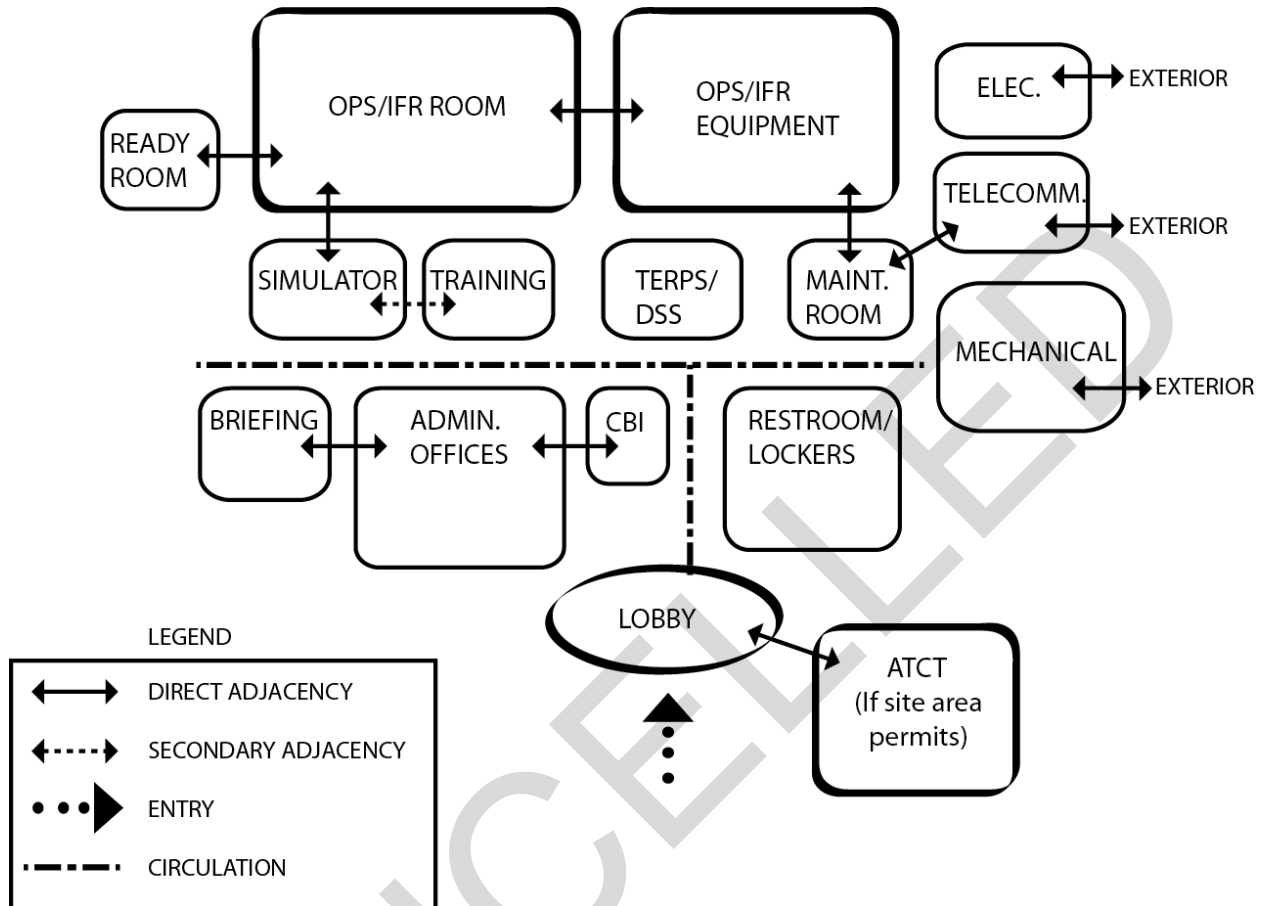 OPS/IFR ROOM
OPS/IFR
EQUIPMENT
ELEC.
EXTERIOR
READY
ROOM
TELECOMM.
EXTERIOR
SIMULATOR
TRAINING
TERPS/
DSS
MAINT.
ROOM
MECHANICAL
EXTERIOR
BRIEFING
ADMIN.
OFFICES
CBI
RESTROOM/
LOCKERS
LOBBY
ATCT
(If site area
permits)
LEGEND
DIRECT ADJACENCY
SECONDARY ADJACENCY
ENTRY
CIRCULATION
NCELLED